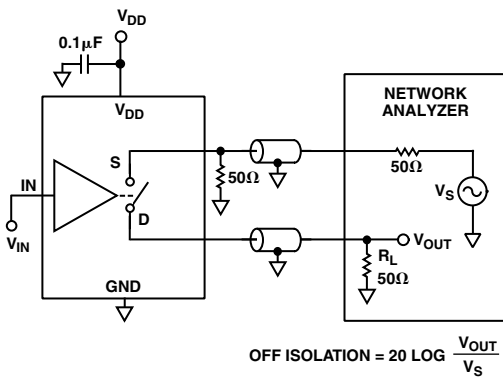 V_DD
0.1µF
V_DD
NETWORK
ANALYZER
S
50Ω
50Ω
V_S
IN
D
V_IN
V_OUT
R_L
50Ω
GND
OFF ISOLATION = 20 LOG V_OUT / V_S